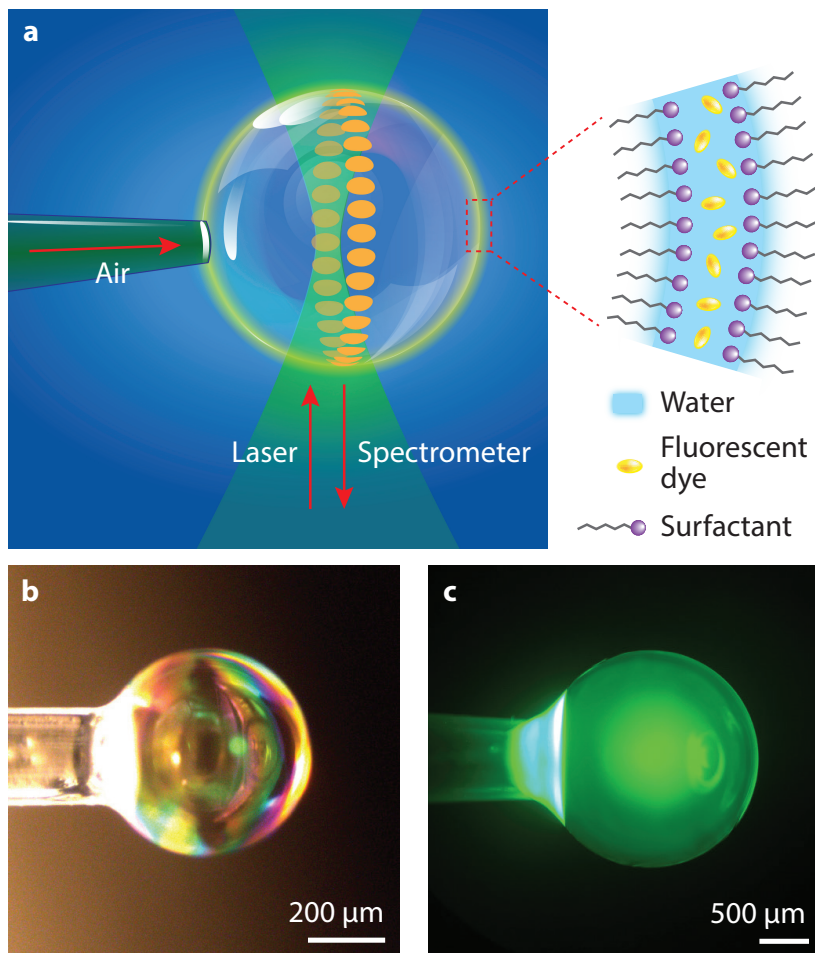 a
Air
Laser
Spectrometer
Water
Fluorescent
dye
Surfactant
b
200 µm
c
500 µm